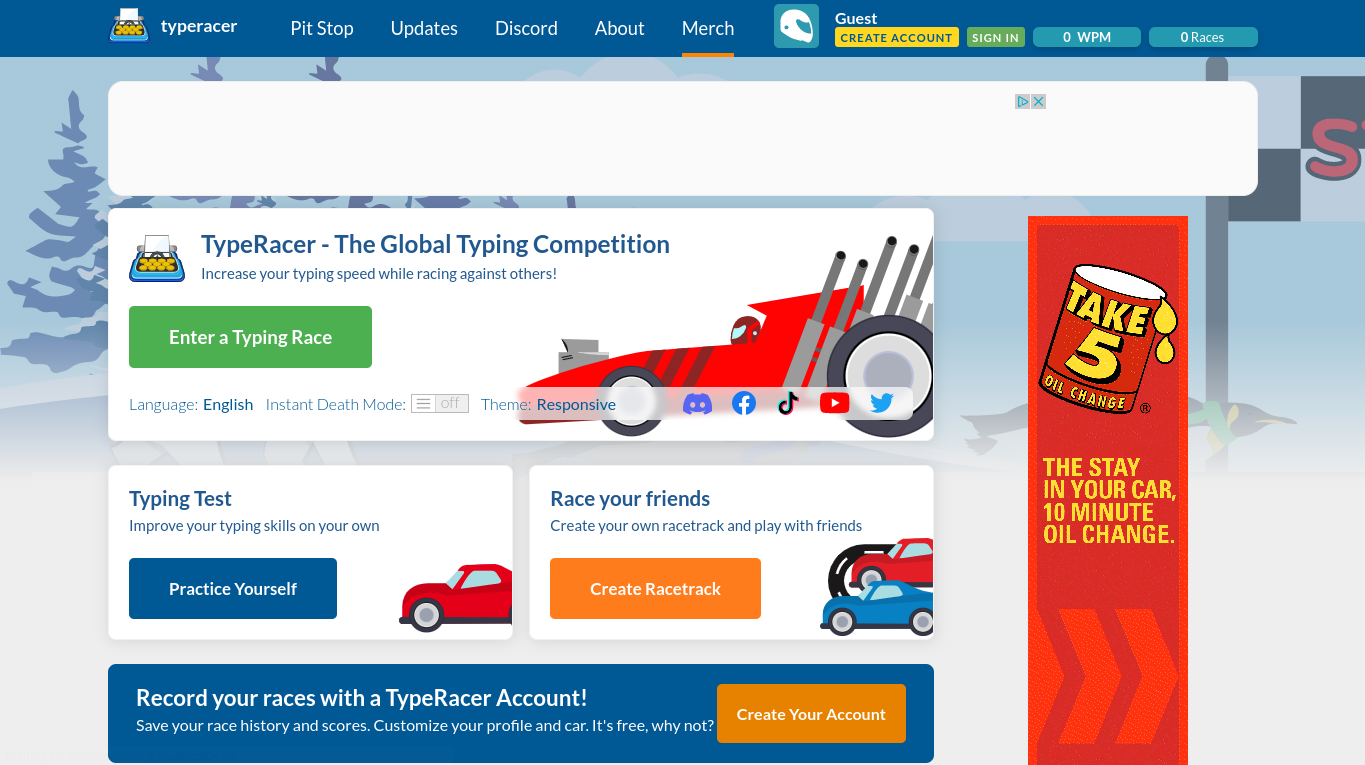 typeracer
Pit Stop
Updates
Discord
About
Merch
Guest
CREATE ACCOUNT
SIGN IN
0 WPM
0 Races
S
TypeRacer - The Global Typing Competition
Increase your typing speed while racing against others!
Enter a Typing Race
Language: English
Instant Death Mode: off
Theme: Responsive
Typing Test
Improve your typing skills on your own
Practice Yourself
Race your friends
Create your own racetrack and play with friends
Create Racetrack
Record your races with a TypeRacer Account!
Save your race history and scores. Customize your profile and car. It's free, why not?
Create Your Account
TAKE
5
OIL CHANGE
®
THE STAY
IN YOUR CAR,
10 MINUTE
OIL CHANGE.